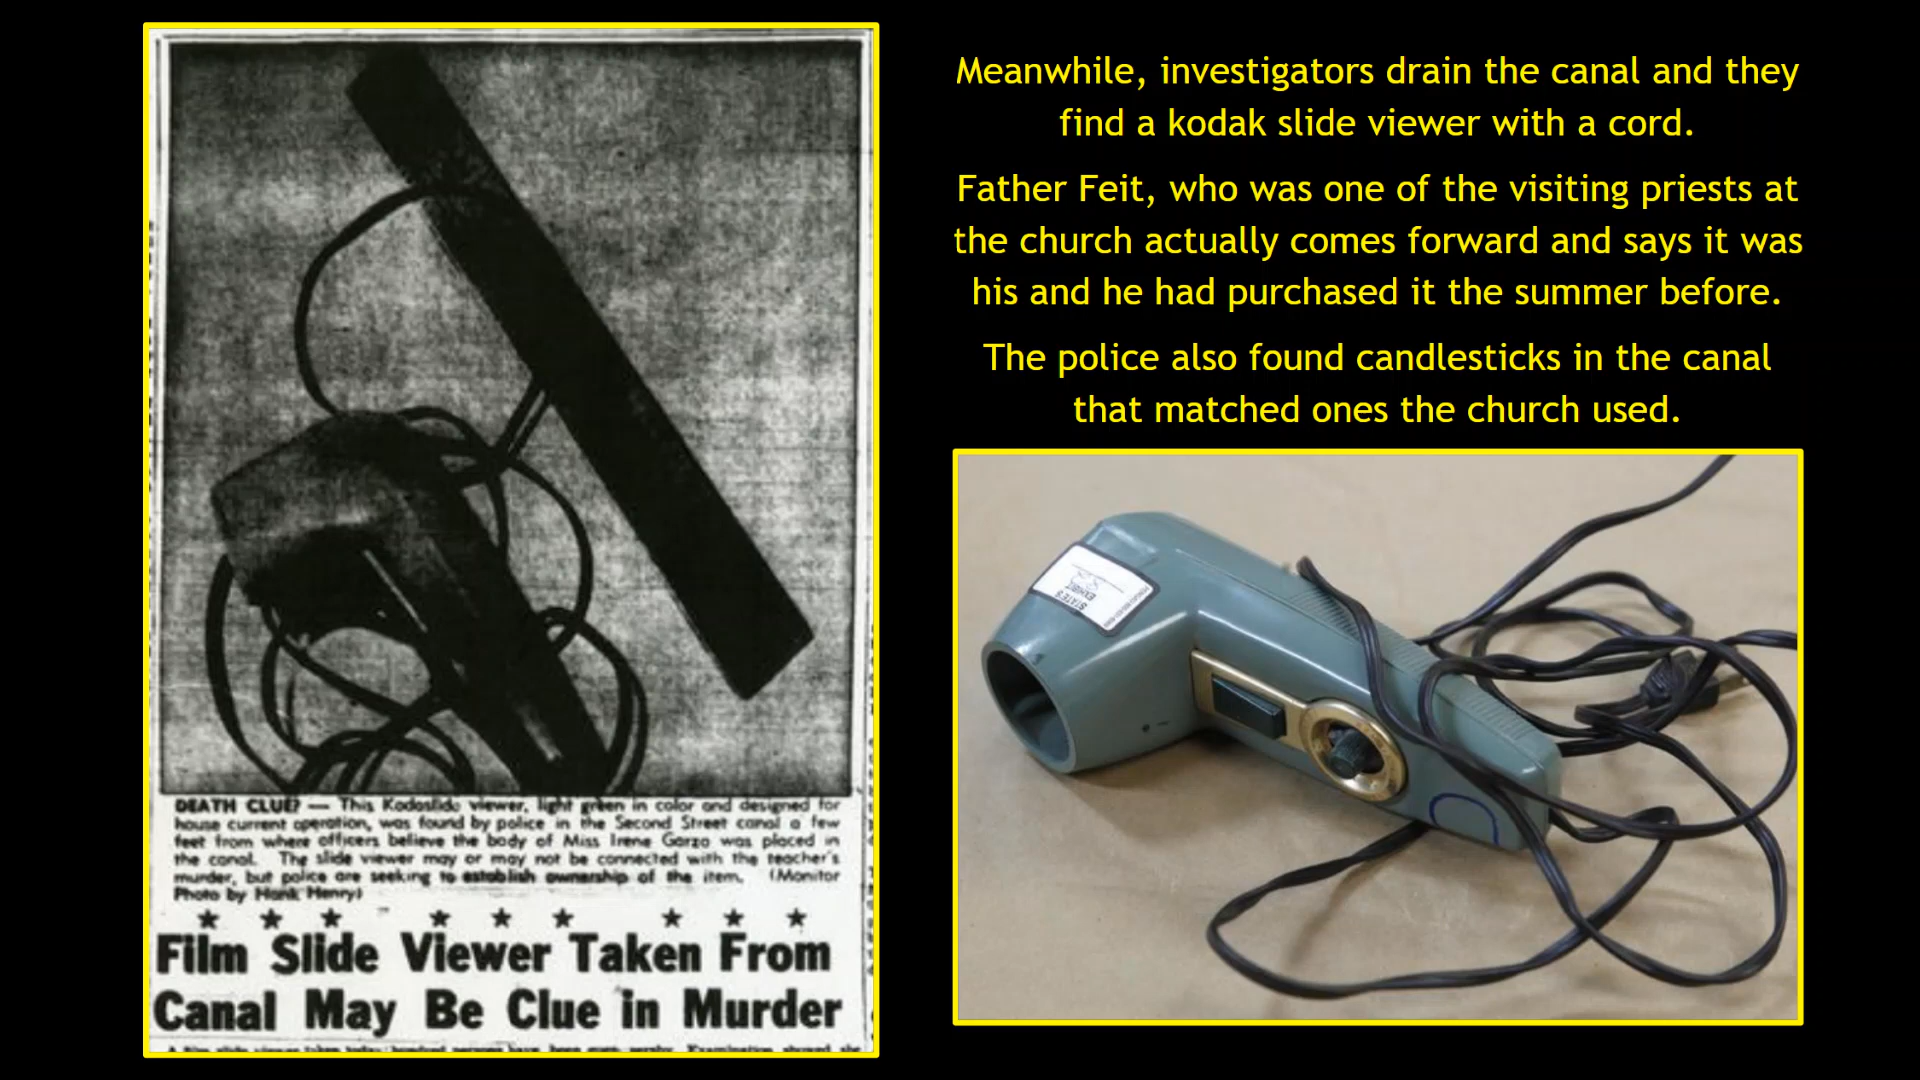 Meanwhile, investigators drain the canal and they
find a kodak slide viewer with a cord.
Father Feit, who was one of the visiting priests at
the church actually comes forward and says it was
his and he had purchased it the summer before.
The police also found candlesticks in the canal
that matched ones the church used.
DEATH CLUE? — This Kodaslide viewer, light green in color and designed for
house current operation, was found by police in the Second Street canal a few
feet from where officers believe the body of Miss Irene Garza was placed in
the canal. The slide viewer may or may not be connected with the teacher's
murder, but police are seeking to establish ownership of the item. (Monitor
Photo by Hank Henry)
Film Slide Viewer Taken From
Canal May Be Clue in Murder
STATE'S
EXHIBIT